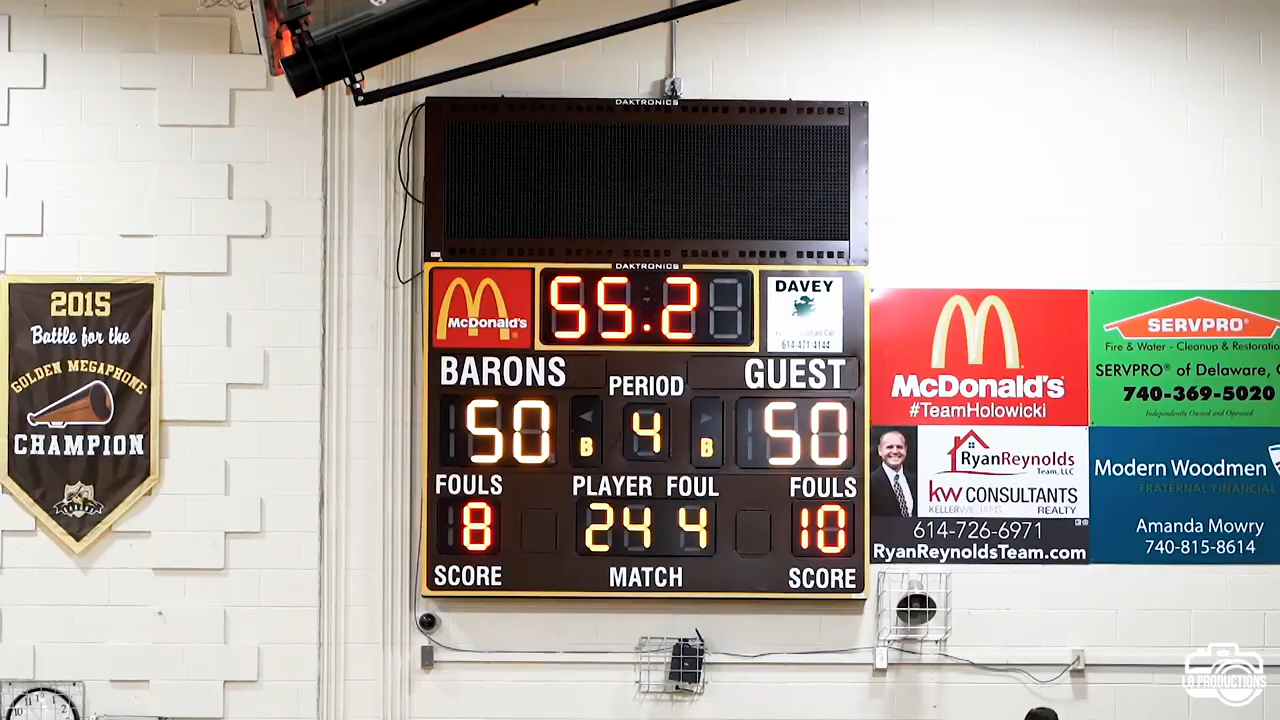 DAKTRONICS
DAKTRONICS
McDonald's
55.2
DAVEY
614-471-4144
BARONS
PERIOD
GUEST
50
B
4
B
50
FOULS
PLAYER FOUL
FOULS
8
24 4
10
SCORE
MATCH
SCORE
2015
Battle for the
GOLDEN MEGAPHONE
CHAMPION
McDonald's
#TeamHolowicki
SERVPRO®
Fire & Water - Cleanup & Restoratio
SERVPRO® of Delaware,
740-369-5020
Independently Owned and Operated
RyanReynolds
Team, LLC
kw CONSULTANTS
KELLERWILLIAMS REALTY
614-726-6971
RyanReynoldsTeam.com
Modern Woodmen
FRATERNAL FINANCIAL
Amanda Mowry
740-815-8614
LD PRODUCTIONS